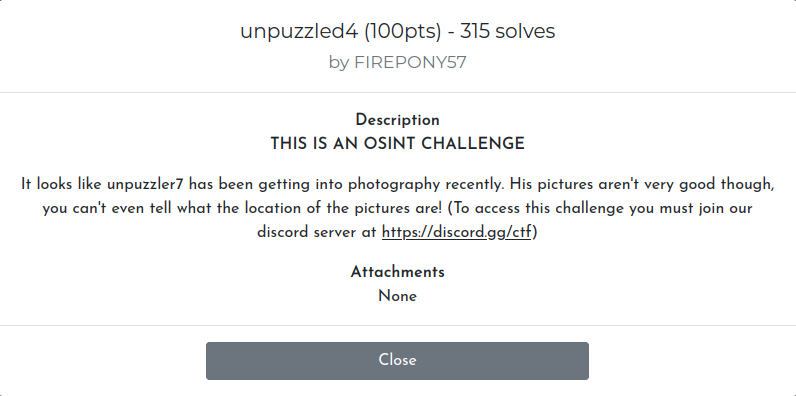 unpuzzled4 (100pts) - 315 solves
by FIREPONY57
Description
THIS IS AN OSINT CHALLENGE
It looks like unpuzzler7 has been getting into photography recently. His pictures aren't very good though,
you can't even tell what the location of the pictures are! (To access this challenge you must join our
discord server at https://discord.gg/ctf)
Attachments
None
Close